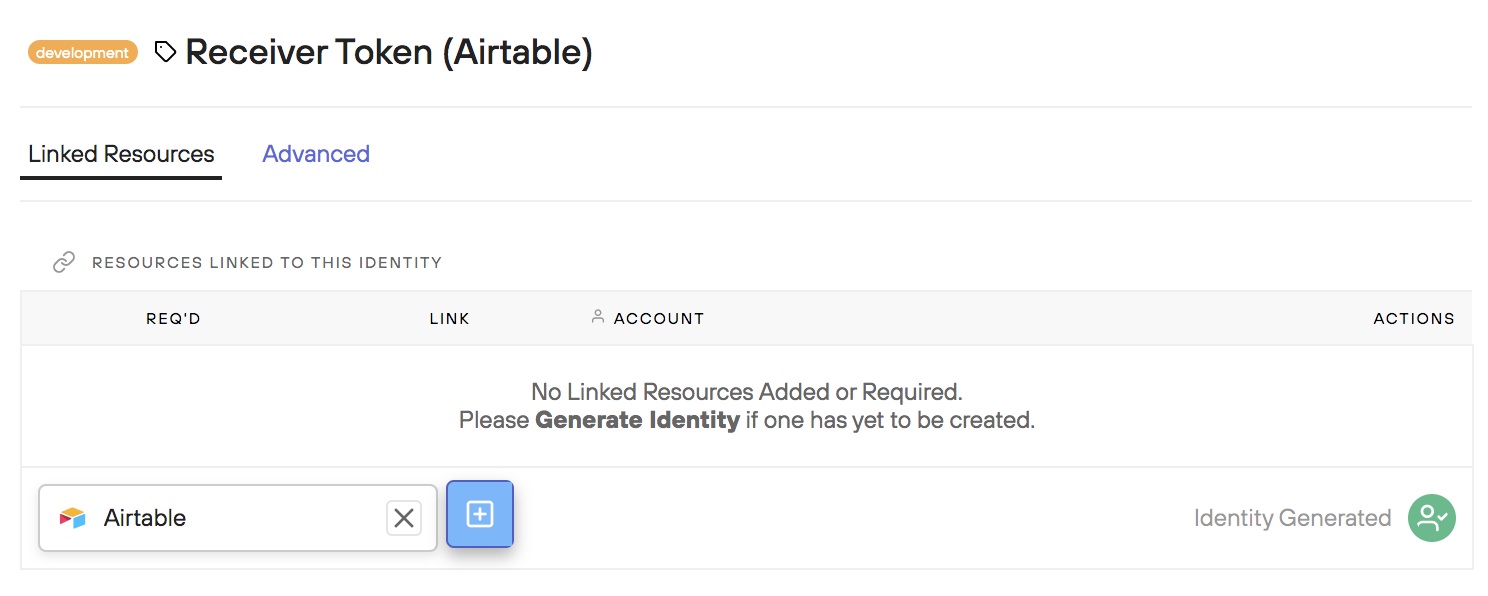 development Receiver Token (Airtable)
Linked Resources Advanced
RESOURCES LINKED TO THIS IDENTITY
REQ'D LINK ACCOUNT ACTIONS
No Linked Resources Added or Required.
Please Generate Identity if one has yet to be created.
Airtable Identity Generated